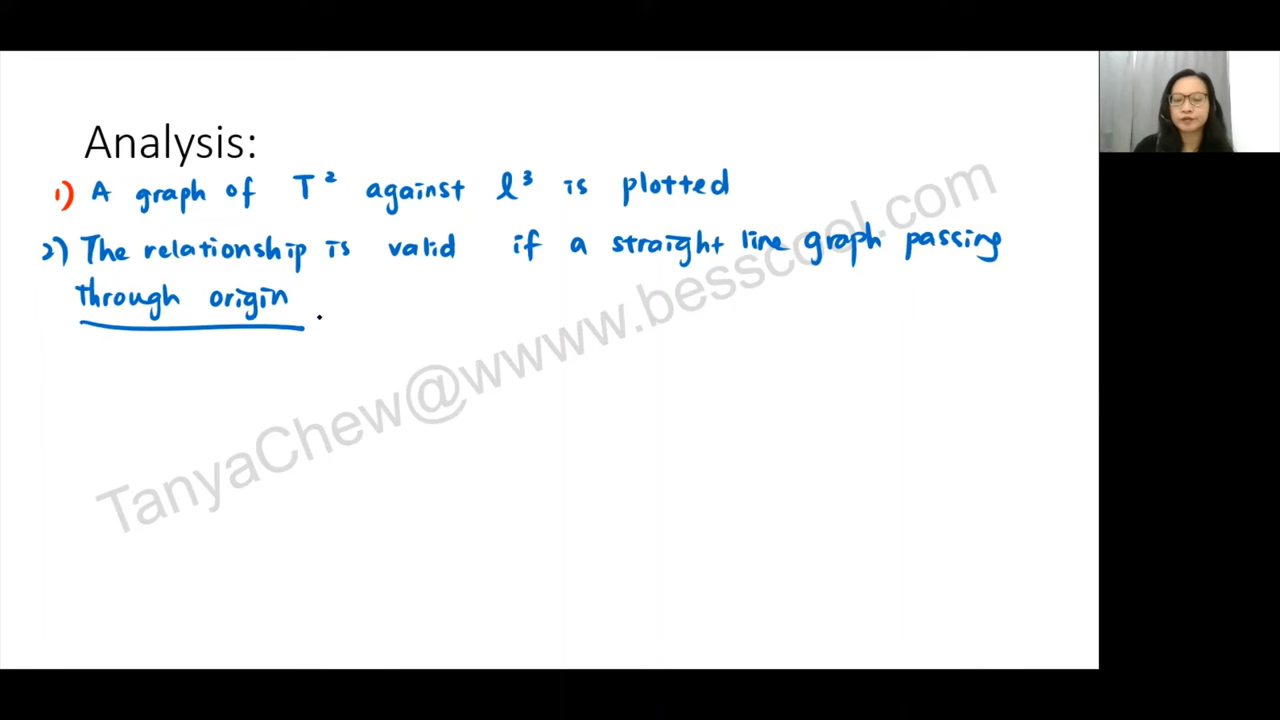 Analysis:
1) A graph of T² against l³ is plotted
2) The relationship is valid if a straight line graph passing
through origin.
TanyaChew@wwww.besscool.com